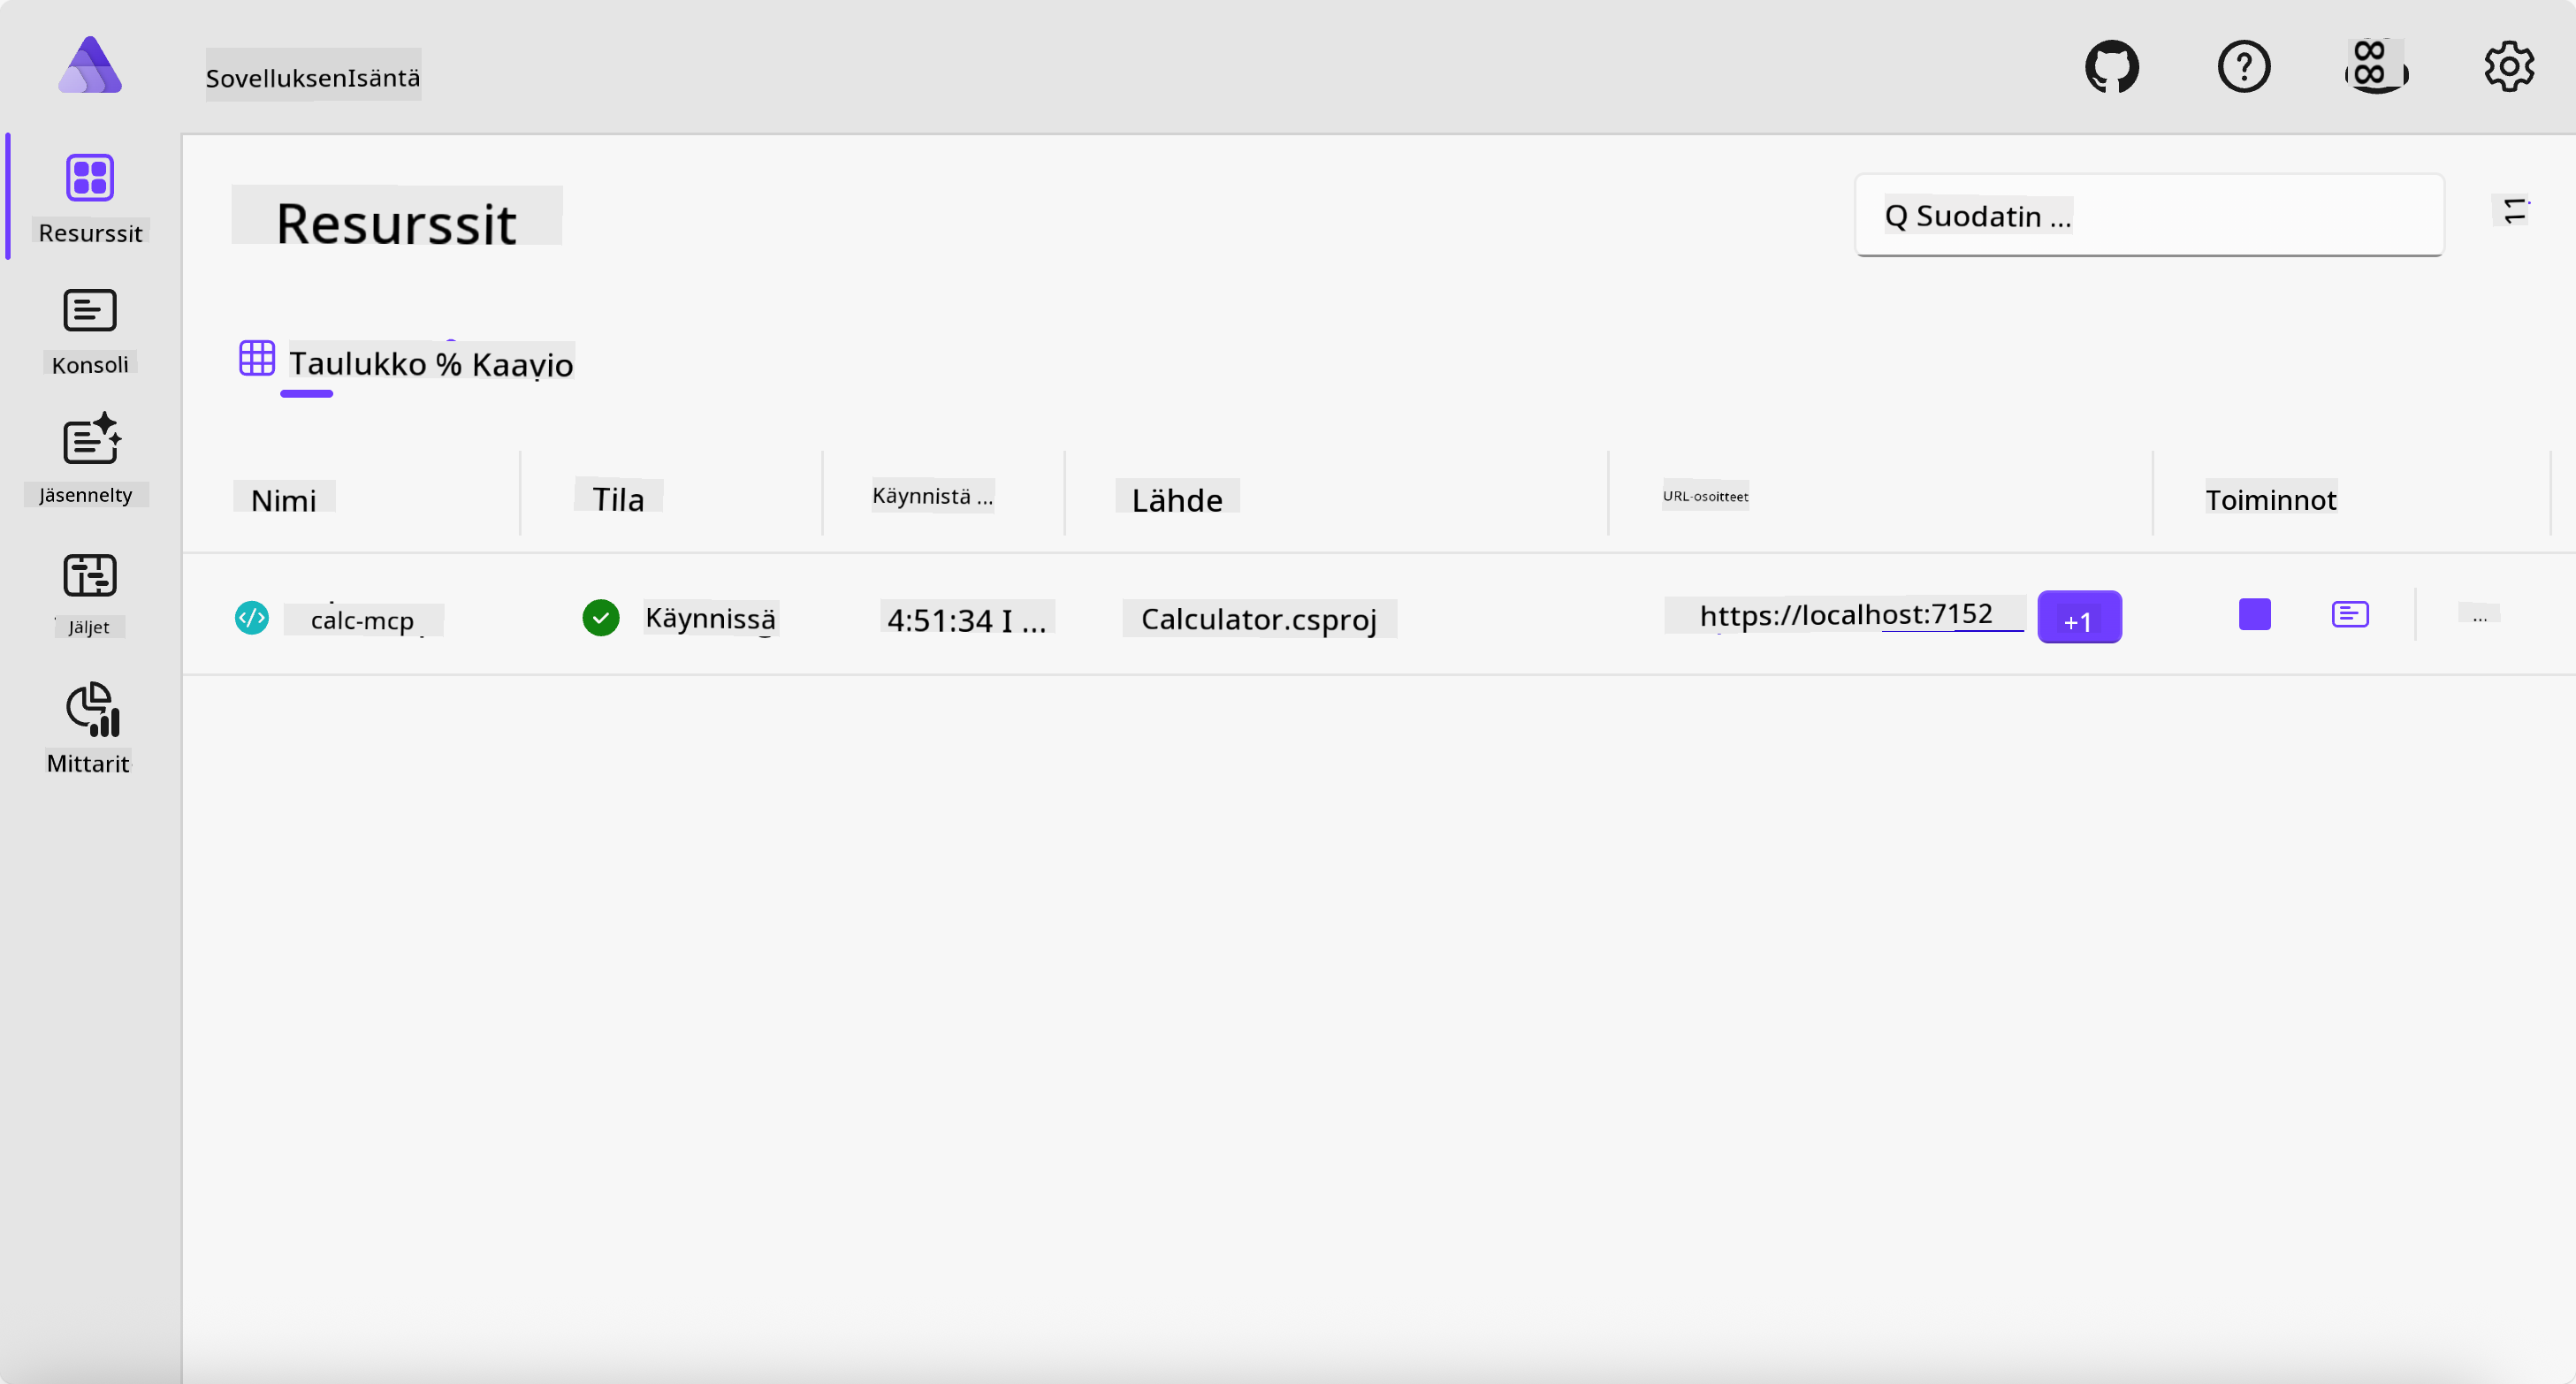 SovelluksenIsäntä
Resurssit
Konsoli
Jäsennelty
Jäljet
Mittarit
Resurssit
Q Suodatin ...
Taulukko % Kaavio
Nimi Tila Käynnistä ... Lähde URL-osoitteet Toiminnot
calc-mcp Käynnissä 4:51:34 I ... Calculator.csproj https://localhost:7152 +1 ...